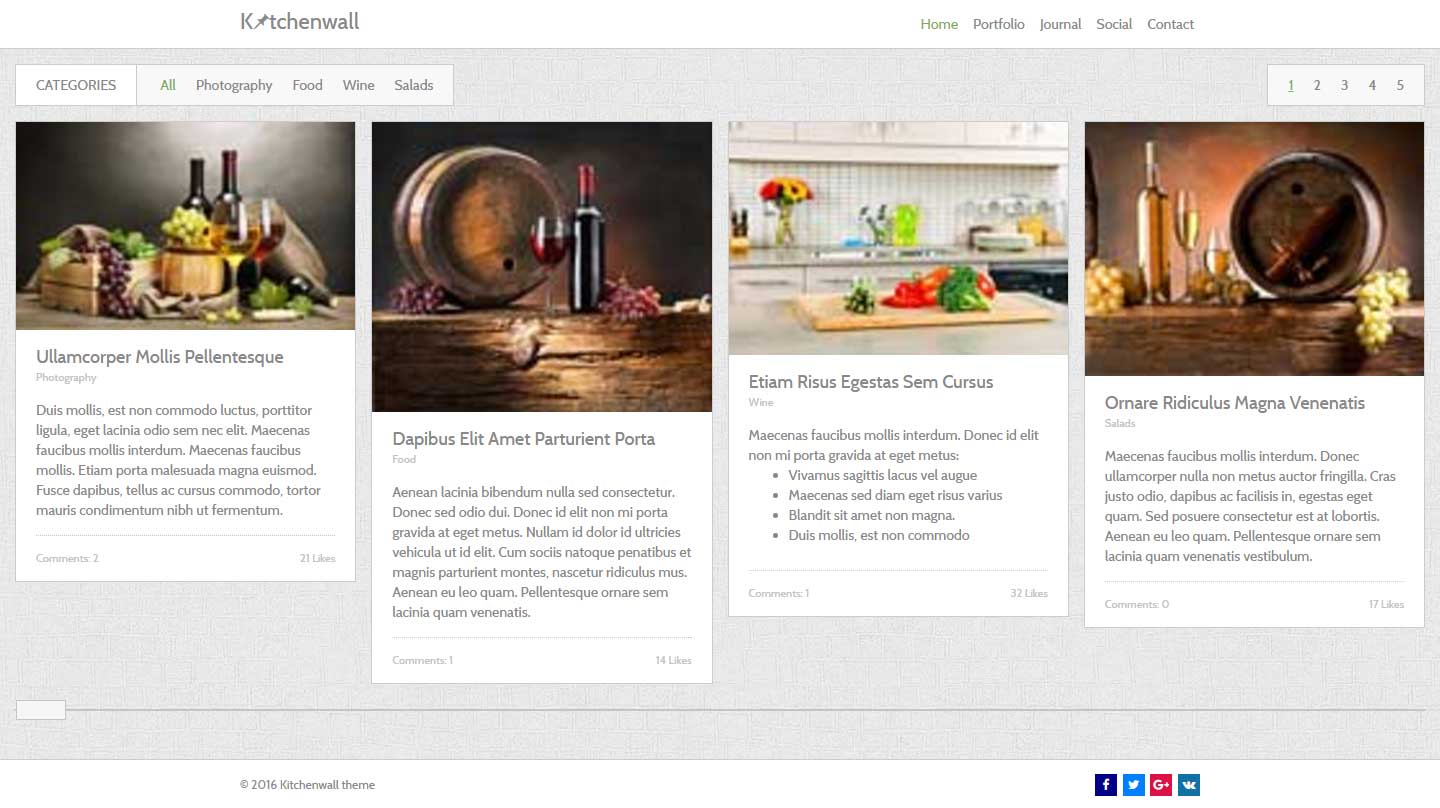 Kitchenwall
Home Portfolio Journal Social Contact
CATEGORIES All Photography Food Wine Salads
1 2 3 4 5
Ullamcorper Mollis Pellentesque
Photography
Duis mollis, est non commodo luctus, porttitor
ligula, eget lacinia odio sem nec elit. Maecenas
faucibus mollis interdum. Maecenas faucibus
mollis. Etiam porta malesuada magna euismod.
Fusce dapibus, tellus ac cursus commodo, tortor
mauris condimentum nibh ut fermentum.
Comments: 2 21 Likes
Dapibus Elit Amet Parturient Porta
Food
Aenean lacinia bibendum nulla sed consectetur.
Donec sed odio dui. Donec id elit non mi porta
gravida at eget metus. Nullam id dolor id ultricies
vehicula ut id elit. Cum sociis natoque penatibus et
magnis parturient montes, nascetur ridiculus mus.
Aenean eu leo quam. Pellentesque ornare sem
lacinia quam venenatis.
Comments: 1 14 Likes
Etiam Risus Egestas Sem Cursus
Wine
Maecenas faucibus mollis interdum. Donec id elit
non mi porta gravida at eget metus:
• Vivamus sagittis lacus vel augue
• Maecenas sed diam eget risus varius
• Blandit sit amet non magna.
• Duis mollis, est non commodo
Comments: 1 32 Likes
Ornare Ridiculus Magna Venenatis
Salads
Maecenas faucibus mollis interdum. Donec
ullamcorper nulla non metus auctor fringilla. Cras
justo odio, dapibus ac facilisis in, egestas eget
quam. Sed posuere consectetur est at lobortis.
Aenean eu leo quam. Pellentesque ornare sem
lacinia quam venenatis vestibulum.
Comments: 0 17 Likes
© 2016 Kitchenwall theme